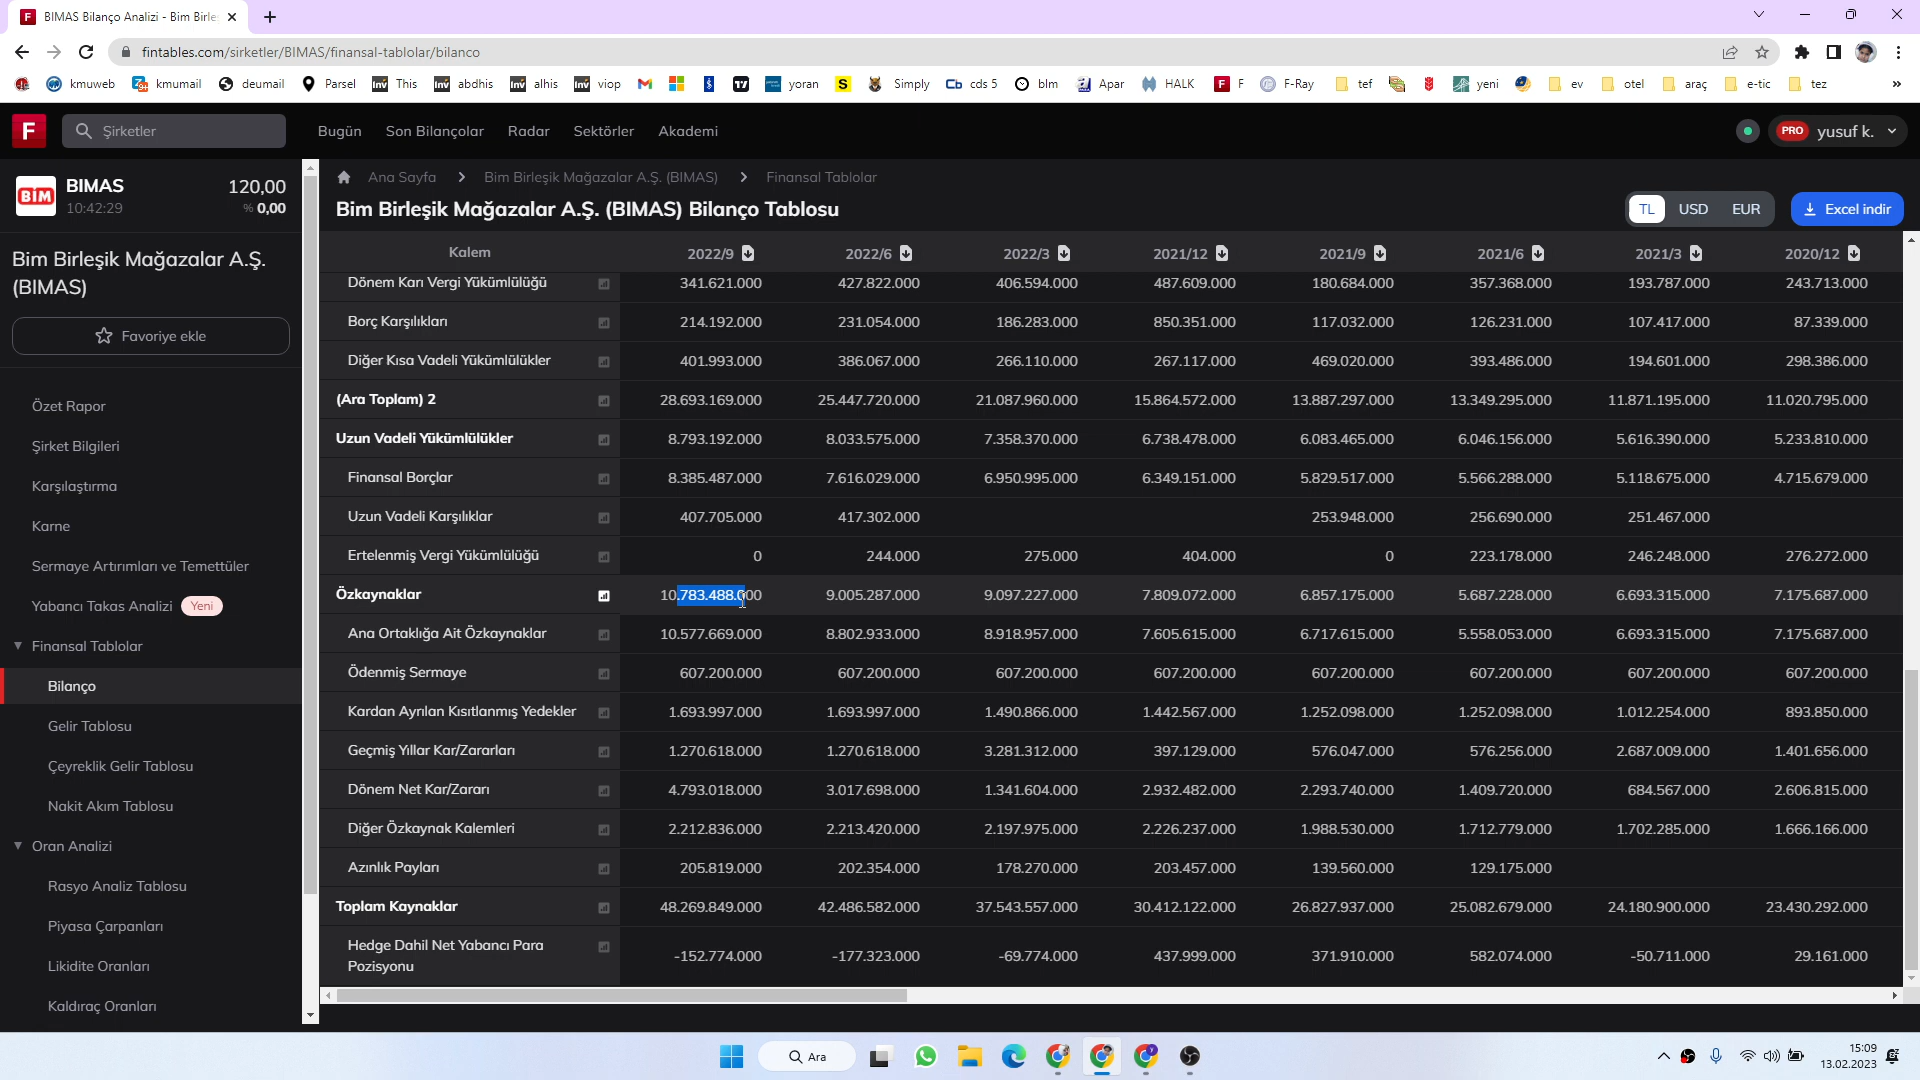 BIMAS Bilanço Analizi - Bim Birle
fintables.com/sirketler/BIMAS/finansal-tablolar/bilanco
kmuweb kmumail deumail Parsel This abdhis alhis viop yoran Simply cds 5 blm Apar HALK F F-Ray tef yeni ev otel araç e-tic tez »
F Şirketler Bugün Son Bilançolar Radar Sektörler Akademi PRO yusuf k.
BİM BIMAS 120,00
10:42:29 % 0,00
Bim Birleşik Mağazalar A.Ş.
(BIMAS)
Favoriye ekle
Özet Rapor
Şirket Bilgileri
Karşılaştırma
Karne
Sermaye Artırımları ve Temettüler
Yabancı Takas Analizi Yeni
Finansal Tablolar
Bilanço
Gelir Tablosu
Çeyreklik Gelir Tablosu
Nakit Akım Tablosu
Oran Analizi
Rasyo Analiz Tablosu
Piyasa Çarpanları
Likidite Oranları
Kaldıraç Oranları
Ana Sayfa > Bim Birleşik Mağazalar A.Ş. (BIMAS) > Finansal Tablolar
Bim Birleşik Mağazalar A.Ş. (BIMAS) Bilanço Tablosu TL USD EUR Excel indir
Kalem 2022/9 2022/6 2022/3 2021/12 2021/9 2021/6 2021/3 2020/12
Dönem Karı Vergi Yükümlülüğü 341.621.000 427.822.000 406.594.000 487.609.000 180.684.000 357.368.000 193.787.000 243.713.000
Borç Karşılıkları 214.192.000 231.054.000 186.283.000 850.351.000 117.032.000 126.231.000 107.417.000 87.339.000
Diğer Kısa Vadeli Yükümlülükler 401.993.000 386.067.000 266.110.000 267.117.000 469.020.000 393.486.000 194.601.000 298.386.000
(Ara Toplam) 2 28.693.169.000 25.447.720.000 21.087.960.000 15.864.572.000 13.887.297.000 13.349.295.000 11.871.195.000 11.020.795.000
Uzun Vadeli Yükümlülükler 8.793.192.000 8.033.575.000 7.358.370.000 6.738.478.000 6.083.465.000 6.046.156.000 5.616.390.000 5.233.810.000
Finansal Borçlar 8.385.487.000 7.616.029.000 6.950.995.000 6.349.151.000 5.829.517.000 5.566.288.000 5.118.675.000 4.715.679.000
Uzun Vadeli Karşılıklar 407.705.000 417.302.000 253.948.000 256.690.000 251.467.000
Ertelenmiş Vergi Yükümlülüğü 0 244.000 275.000 404.000 0 223.178.000 246.248.000 276.272.000
Özkaynaklar 10.783.488.000 9.005.287.000 9.097.227.000 7.809.072.000 6.857.175.000 5.687.228.000 6.693.315.000 7.175.687.000
Ana Ortaklığa Ait Özkaynaklar 10.577.669.000 8.802.933.000 8.918.957.000 7.605.615.000 6.717.615.000 5.558.053.000 6.693.315.000 7.175.687.000
Ödenmiş Sermaye 607.200.000 607.200.000 607.200.000 607.200.000 607.200.000 607.200.000 607.200.000 607.200.000
Kardan Ayrılan Kısıtlanmış Yedekler 1.693.997.000 1.693.997.000 1.490.866.000 1.442.567.000 1.252.098.000 1.252.098.000 1.012.254.000 893.850.000
Geçmiş Yıllar Kar/Zararları 1.270.618.000 1.270.618.000 3.281.312.000 397.129.000 576.047.000 576.256.000 2.687.009.000 1.401.656.000
Dönem Net Kar/Zararı 4.793.018.000 3.017.698.000 1.341.604.000 2.932.482.000 2.293.740.000 1.409.720.000 684.567.000 2.606.815.000
Diğer Özkaynak Kalemleri 2.212.836.000 2.213.420.000 2.197.975.000 2.226.237.000 1.988.530.000 1.712.779.000 1.702.285.000 1.666.166.000
Azınlık Payları 205.819.000 202.354.000 178.270.000 203.457.000 139.560.000 129.175.000
Toplam Kaynaklar 48.269.849.000 42.486.582.000 37.543.557.000 30.412.122.000 26.827.937.000 25.082.679.000 24.180.900.000 23.430.292.000
Hedge Dahil Net Yabancı Para
Pozisyonu -152.774.000 -177.323.000 -69.774.000 437.999.000 371.910.000 582.074.000 -50.711.000 29.161.000
Ara
15:09
13.02.2023